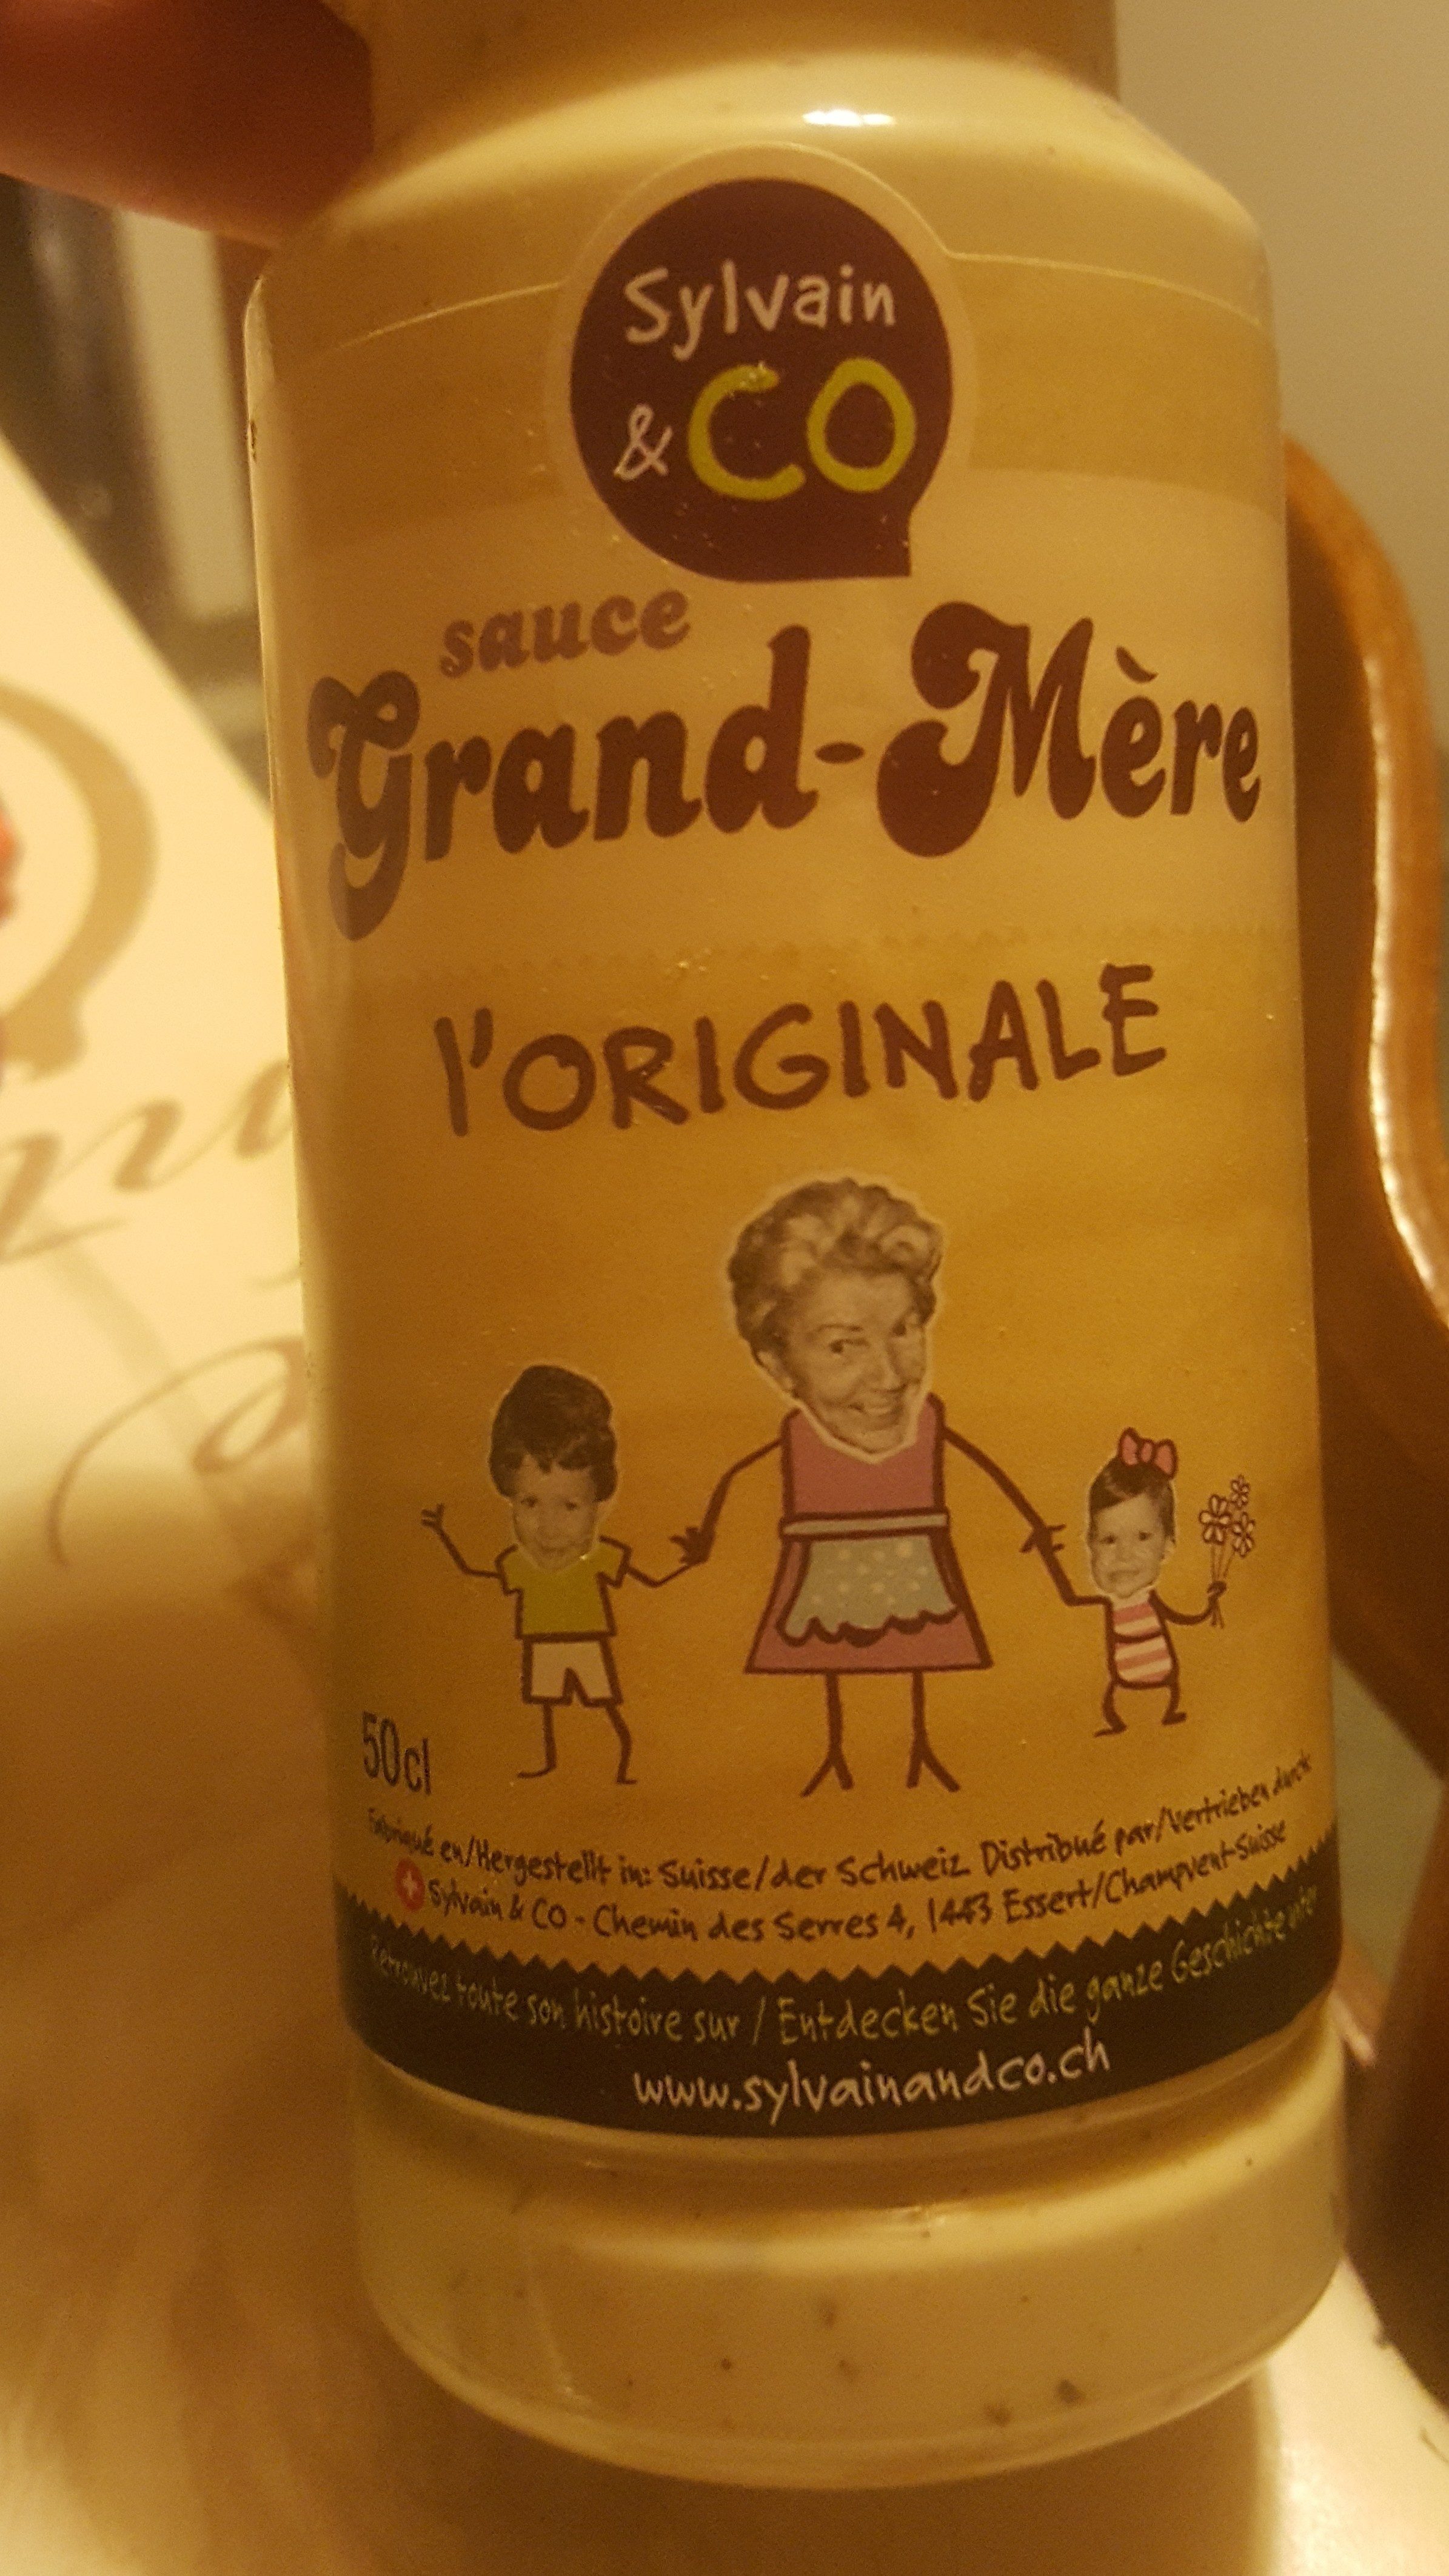 Sylvain
& CO
sauce
Grand-Mère
l'ORIGINALE
50cl
Fabriqué en/Hergestellt in: Suisse/der Schweiz Distribué par/Vertrieben durch:
Sylvain & CO - Chemin des Serres 4, 1443 Essert/Champvent-Suisse
Retrouvez toute son histoire sur / Entdecken Sie die ganze Geschichte unter
www.sylvainandco.ch